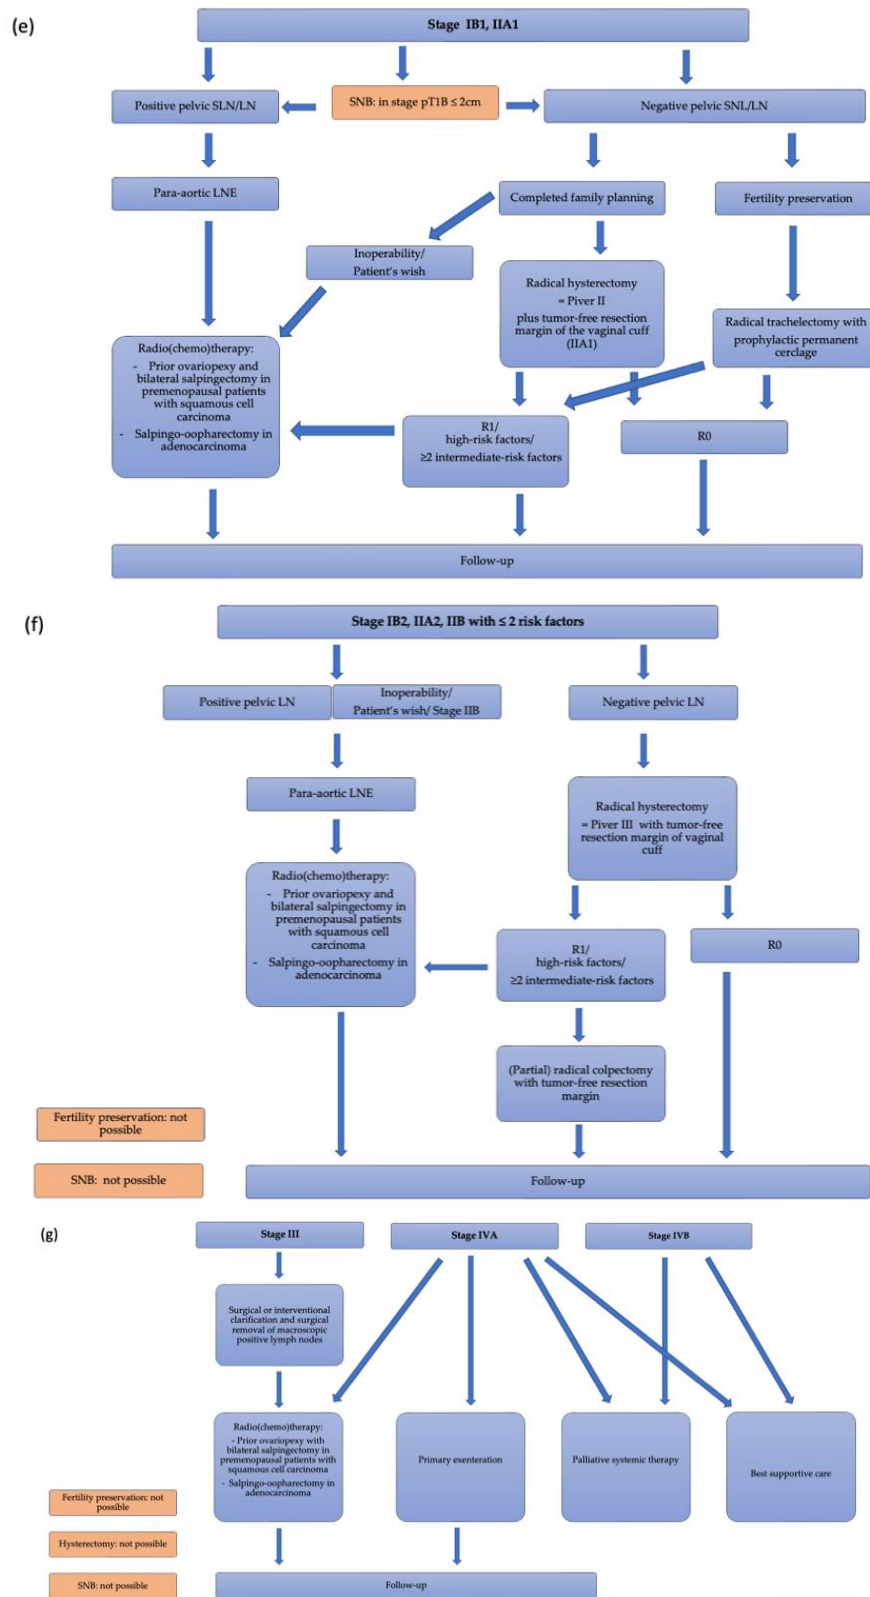 (e)
Stage IB1, IIA1
Positive pelvic SLN/LN
SNB: in stage pT1B ≤ 2cm
Negative pelvic SNL/LN
Para-aortic LNE
Completed family planning
Fertility preservation
Inoperability/
Patient's wish
Radical hysterectomy
= Piver II
plus tumor-free resection
margin of the vaginal cuff
(IIA1)
Radical trachelectomy with
prophylactic permanent
cerclage
Radio(chemo)therapy:
- Prior ovariopexy and
bilateral salpingectomy in
premenopausal patients
with squamous cell
carcinoma
- Salpingo-oopharectomy in
adenocarcinoma
R1/
high-risk factors/
≥2 intermediate-risk factors
R0
Follow-up
(f)
Stage IB2, IIA2, IIB with ≤ 2 risk factors
Positive pelvic LN
Inoperability/
Patient's wish/ Stage IIB
Negative pelvic LN
Para-aortic LNE
Radical hysterectomy
= Piver III with tumor-free
resection margin of vaginal
cuff
Radio(chemo)therapy:
- Prior ovariopexy and
bilateral salpingectomy in
premenopausal patients
with squamous cell
carcinoma
- Salpingo-oopharectomy in
adenocarcinoma
R1/
high-risk factors/
≥2 intermediate-risk factors
R0
(Partial) radical colpectomy
with tumor-free resection
margin
Fertility preservation: not
possible
SNB: not possible
Follow-up
(g)
Stage III
Stage IVA
Stage IVB
Surgical or interventional
clarification and surgical
removal of macroscopic
positive lymph nodes
Radio(chemo)therapy:
- Prior ovariopexy with
bilateral salpingectomy in
premenopausal patients with
squamous cell carcinoma
- Salpingo-oopharectomy in
adenocarcinoma
Primary exenteration
Palliative systemic therapy
Best supportive care
Fertility preservation: not
possible
Hysterectomy: not possible
SNB: not possible
Follow-up